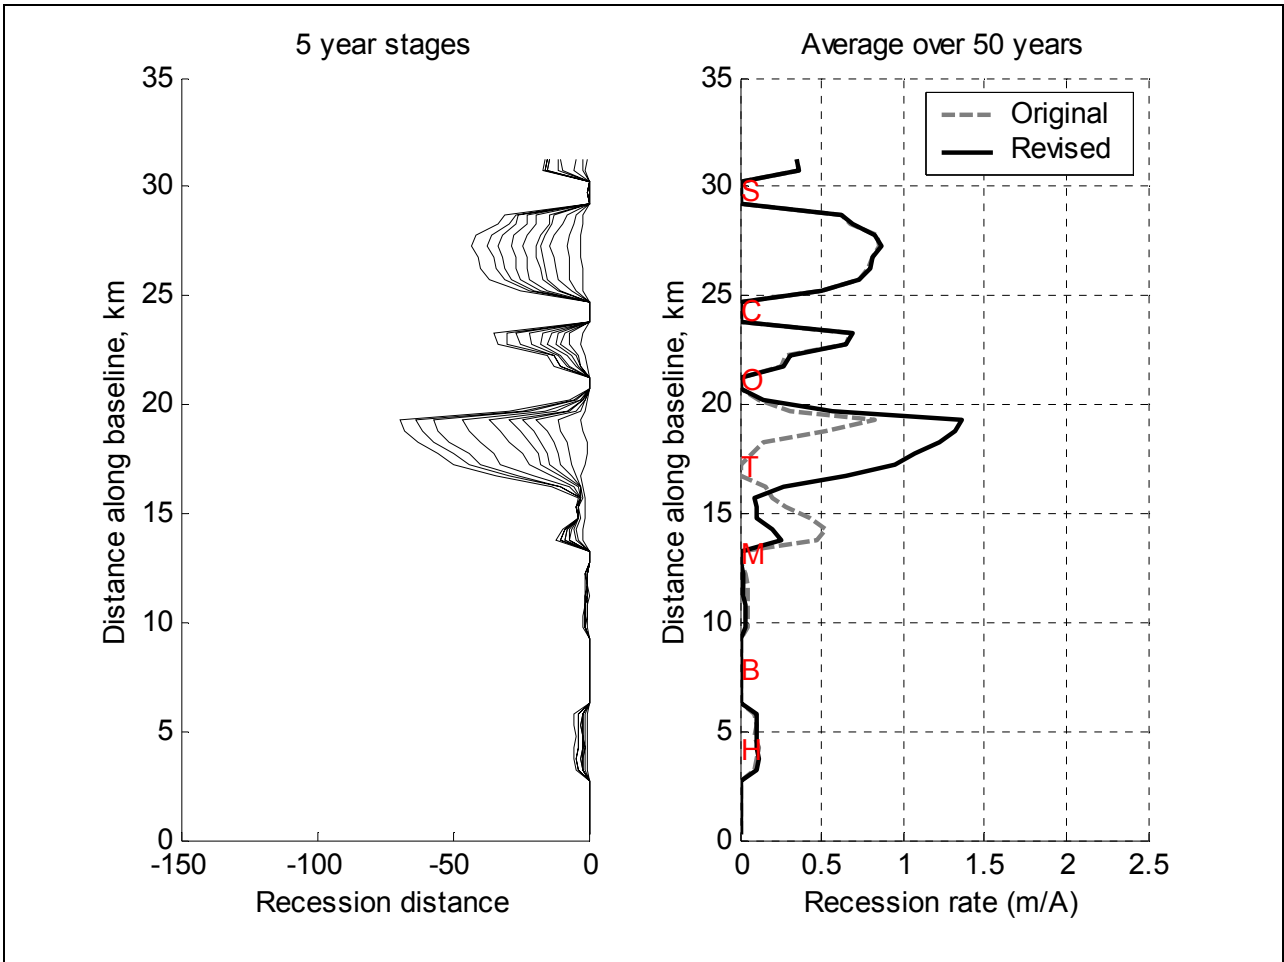 5 year stages
35
30
25
20
15
10
5
0
Distance along baseline, km
-150 -100 -50 0
Recession distance
Average over 50 years
Original
Revised
35
30
25
20
15
10
5
0
Distance along baseline, km
S
C
O
T
M
B
H
0 0.5 1 1.5 2 2.5
Recession rate (m/A)